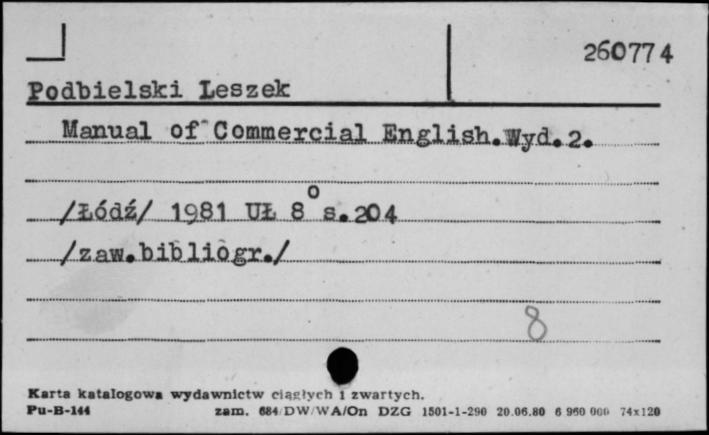 260774
Podbielski Leszek
Manual of Commercial English.Wyd.2.
/Łódź/ 1981 UŁ 8° s.204
/zaw.bibliogr./
8
Karta katalogowa wydawnictw ciągłych i zwartych.
Pu-B-144 zam. 684/DW/WA/On DZG 1501-1-290 20.06.80 6 960 000 74x120